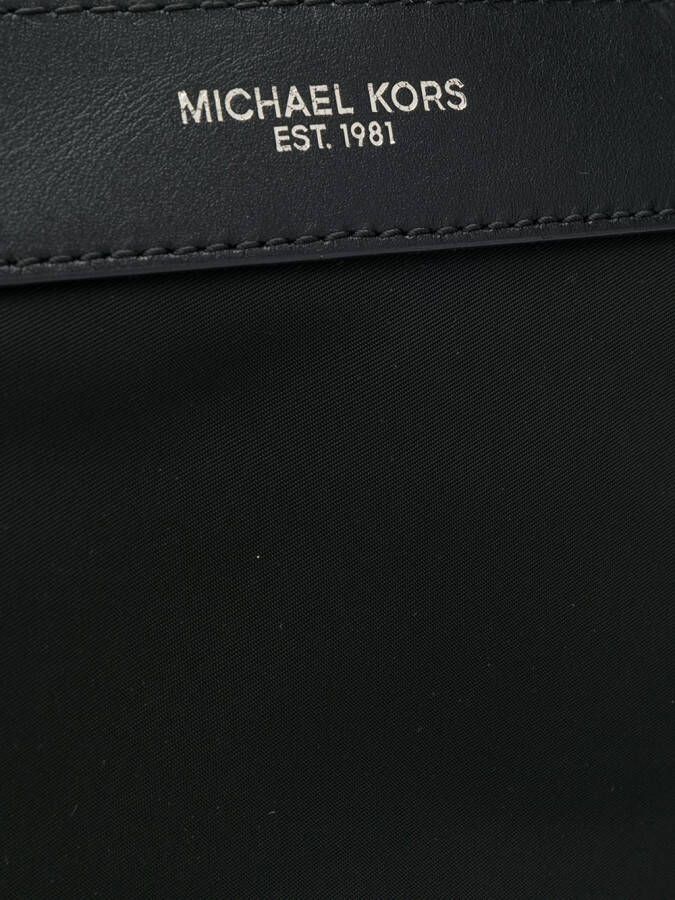 MICHAEL KORS
EST. 1981